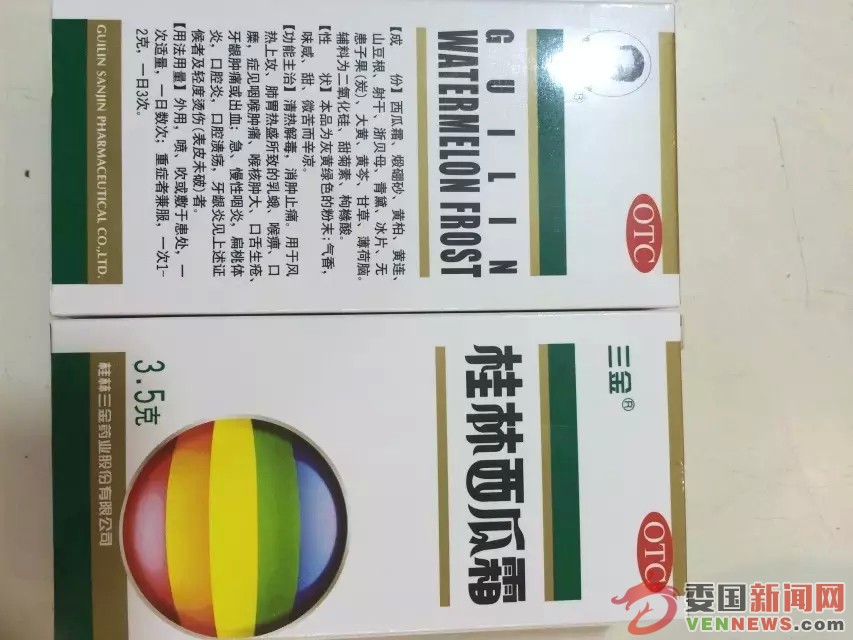 OTC
GUILIN
WATERMELON FROST
【成 份】西瓜霜、煅硼砂、黄柏、黄连、
山豆根、射干、浙贝母、青黛、冰片、无
患子果(炭)、大黄、黄芩、甘草、薄荷脑。
辅料为二氧化硅、甜菊素、枸橼酸。
【性 状】本品为灰黄绿色的粉末;气香,
味咸、甜、微苦而辛凉。
【功能主治】清热解毒,消肿止痛。用于风
热上攻、肺胃热盛所致的乳蛾、喉痹、口
糜,症见咽喉肿痛、喉核肿大、口舌生疮、
牙龈肿痛或出血;急、慢性咽炎,扁桃体
炎,口腔炎,口腔溃疡,牙龈炎见上述证
候者及轻度烫伤(表皮未破)者。
【用法用量】外用,喷、吹或敷于患处,一
次适量,一日数次;重症者兼服,一次1-
2克,一日3次。
GUILIN SANJIN PHARMACEUTICAL CO.,LTD.
三金®
OTC
桂林西瓜霜
3.5克
桂林三金药业股份有限公司
委国新闻网
VENNEWS.COM